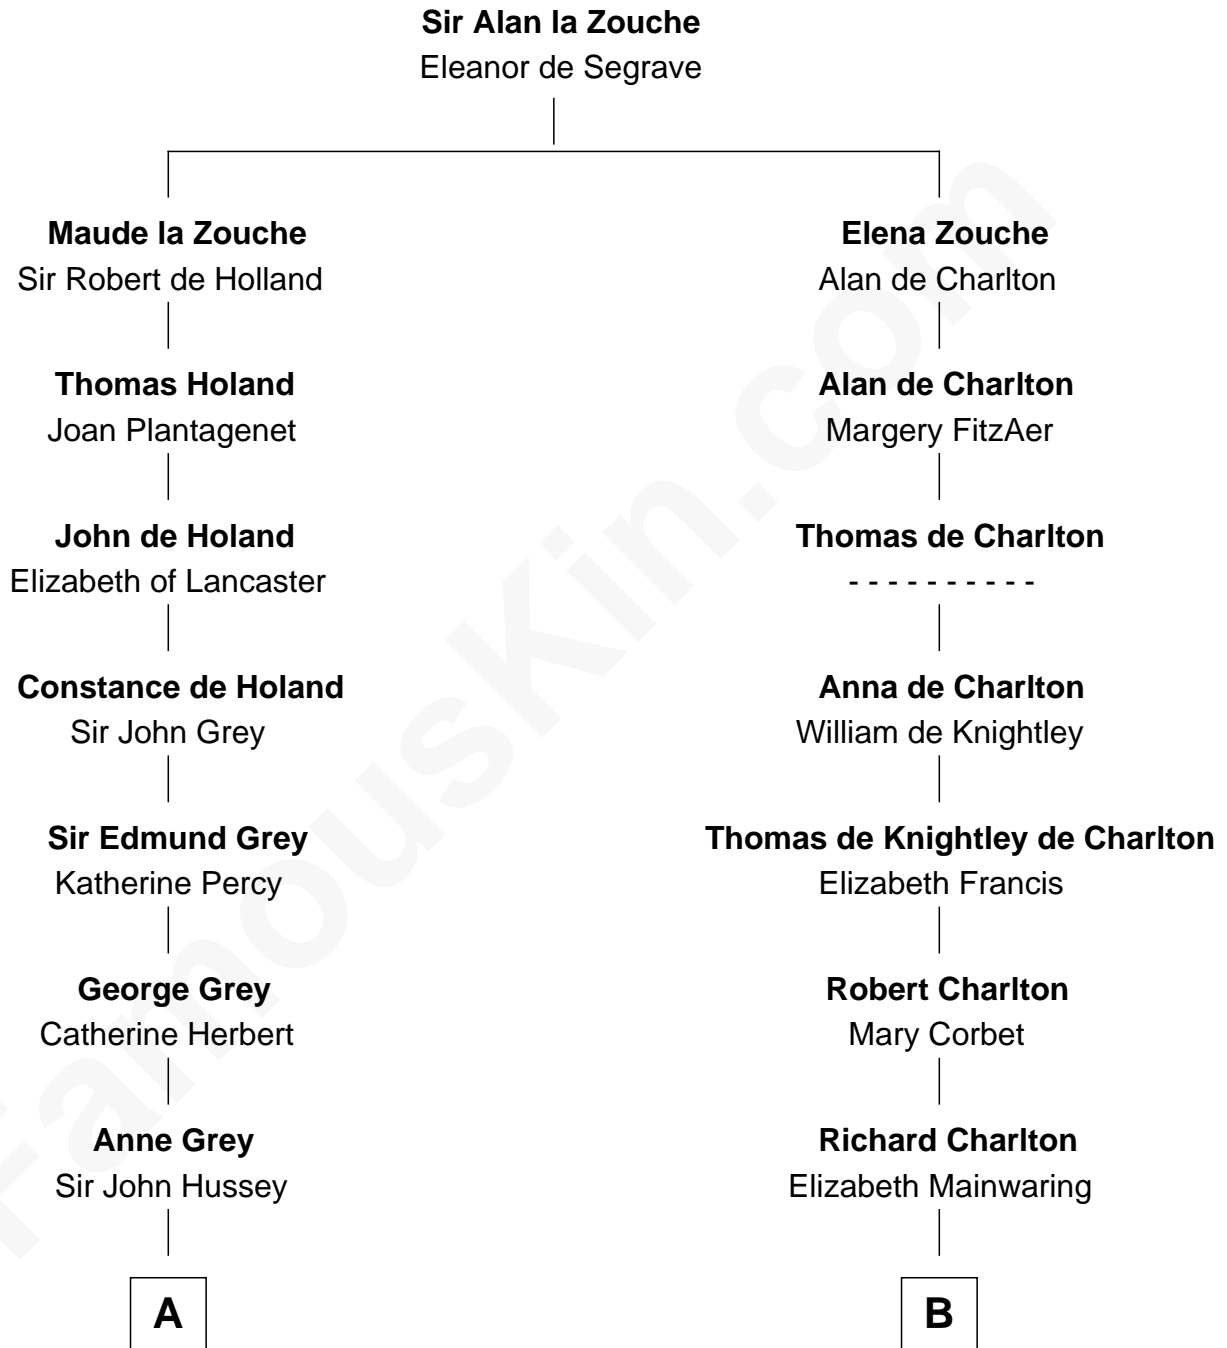 Sir Alan la Zouche
Eleanor de Segrave
Maude la Zouche
Sir Robert de Holland
Elena Zouche
Alan de Charlton
Thomas Holand
Joan Plantagenet
Alan de Charlton
Margery FitzAer
John de Holand
Elizabeth of Lancaster
Thomas de Charlton
- - - - - - - - - -
Constance de Holand
Sir John Grey
Anna de Charlton
William de Knightley
Sir Edmund Grey
Katherine Percy
Thomas de Knightley de Charlton
Elizabeth Francis
George Grey
Catherine Herbert
Robert Charlton
Mary Corbet
Anne Grey
Sir John Hussey
Richard Charlton
Elizabeth Mainwaring
A
B
FamousKin.com